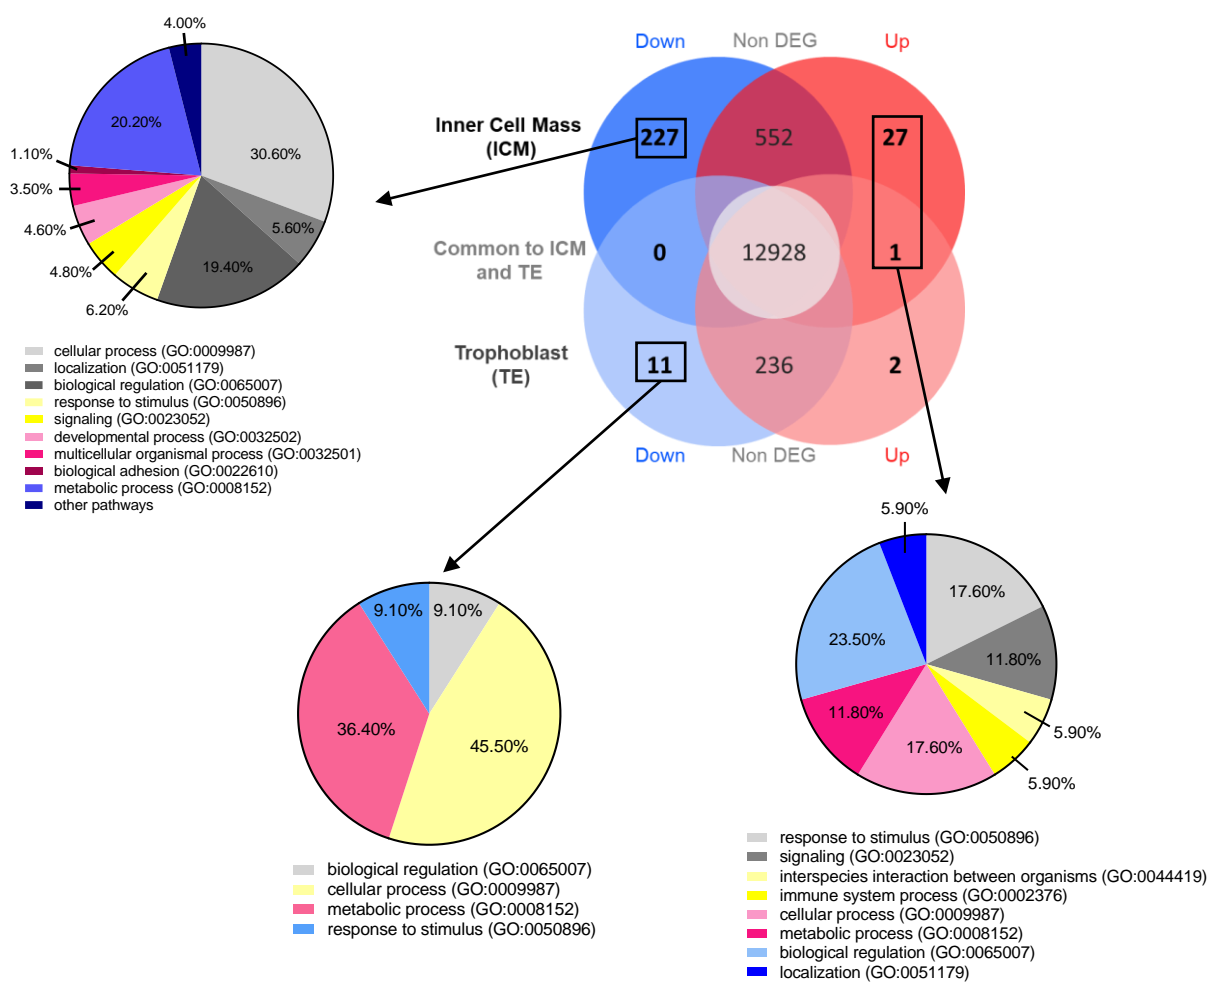 4.00%
20.20%
30.60%
1.10%
3.50%
4.60%
4.80%
6.20%
19.40%
5.60%
cellular process (GO:0009987)
localization (GO:0051179)
biological regulation (GO:0065007)
response to stimulus (GO:0050896)
signaling (GO:0023052)
developmental process (GO:0032502)
multicellular organismal process (GO:0032501)
biological adhesion (GO:0022610)
metabolic process (GO:0008152)
other pathways
Down Non DEG Up
Inner Cell Mass
(ICM)
227 552 27
Common to ICM
and TE
0 12928 1
Trophoblast
(TE)
11 236 2
Down Non DEG Up
9.10% 9.10%
36.40%
45.50%
biological regulation (GO:0065007)
cellular process (GO:0009987)
metabolic process (GO:0008152)
response to stimulus (GO:0050896)
5.90%
17.60%
23.50%
11.80%
11.80%
5.90%
17.60%
5.90%
response to stimulus (GO:0050896)
signaling (GO:0023052)
interspecies interaction between organisms (GO:0044419)
immune system process (GO:0002376)
cellular process (GO:0009987)
metabolic process (GO:0008152)
biological regulation (GO:0065007)
localization (GO:0051179)